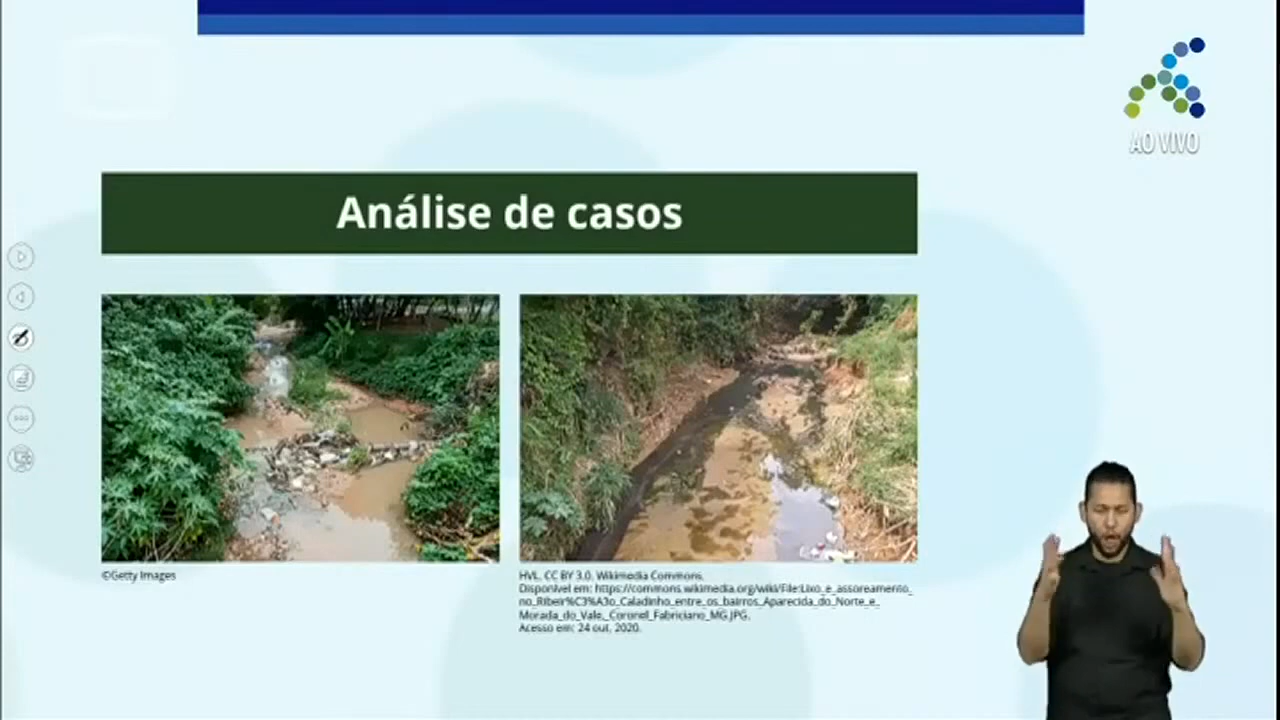 AO VIVO
Análise de casos
©Getty Images
HVL. CC BY 3.0. Wikimedia Commons.
Disponível em: https://commons.wikimedia.org/wiki/File:Lixo_e_assoreamento_
no_Ribeir%C3%A3o_Caladinho_entre_os_bairros_Aparecida_do_Norte_e_
Morada_do_Vale,_Coronel_Fabriciano_MG.JPG.
Acesso em: 24 out. 2020.